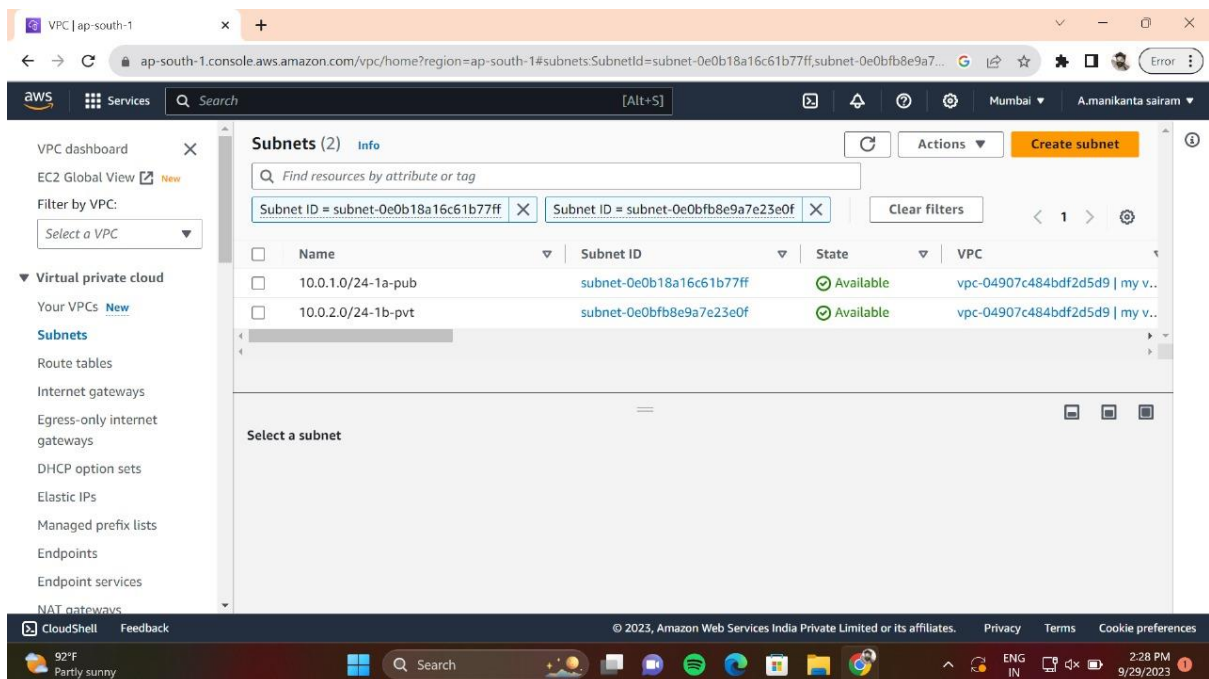 VPC | ap-south-1
ap-south-1.console.aws.amazon.com/vpc/home?region=ap-south-1#subnets:SubnetId=subnet-0e0b18a16c61b77ff,subnet-0e0bfb8e9a7...
Error
aws
Services
Search
[Alt+S]
Mumbai
A.manikanta sairam
VPC dashboard
EC2 Global View New
Filter by VPC:
Select a VPC
Virtual private cloud
Your VPCs New
Subnets
Route tables
Internet gateways
Egress-only internet
gateways
DHCP option sets
Elastic IPs
Managed prefix lists
Endpoints
Endpoint services
NAT gateways
Subnets (2) Info
Actions
Create subnet
Find resources by attribute or tag
Subnet ID = subnet-0e0b18a16c61b77ff
Subnet ID = subnet-0e0bfb8e9a7e23e0f
Clear filters
1
Name Subnet ID State VPC
10.0.1.0/24-1a-pub subnet-0e0b18a16c61b77ff Available vpc-04907c484bdf2d5d9 | my v...
10.0.2.0/24-1b-pvt subnet-0e0bfb8e9a7e23e0f Available vpc-04907c484bdf2d5d9 | my v...
Select a subnet
CloudShell Feedback
© 2023, Amazon Web Services India Private Limited or its affiliates. Privacy Terms Cookie preferences
92°F
Partly sunny
Search
ENG
IN
2:28 PM
9/29/2023
1